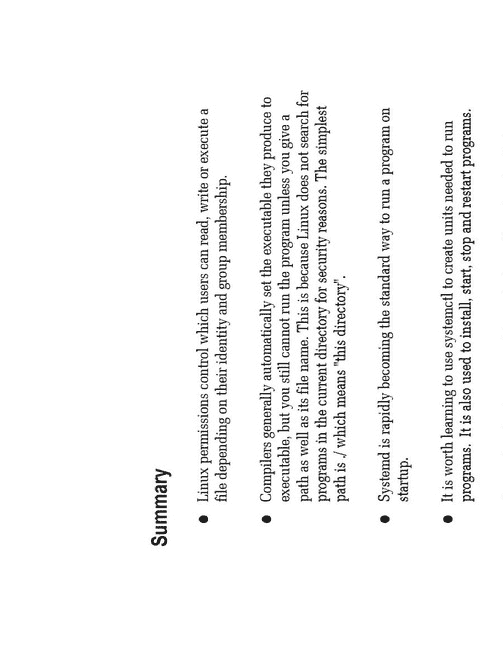 Summary
● Linux permissions control which users can read, write or execute a
file depending on their identity and group membership.
● Compilers generally automatically set the executable they produce to
executable, but you still cannot run the program unless you give a
path as well as its file name. This is because Linux does not search for
programs in the current directory for security reasons. The simplest
path is ./ which means "this directory".
● Systemd is rapidly becoming the standard way to run a program on
startup.
● It is worth learning to use systemctl to create units needed to run
programs. It is also used to install, start, stop and restart programs.